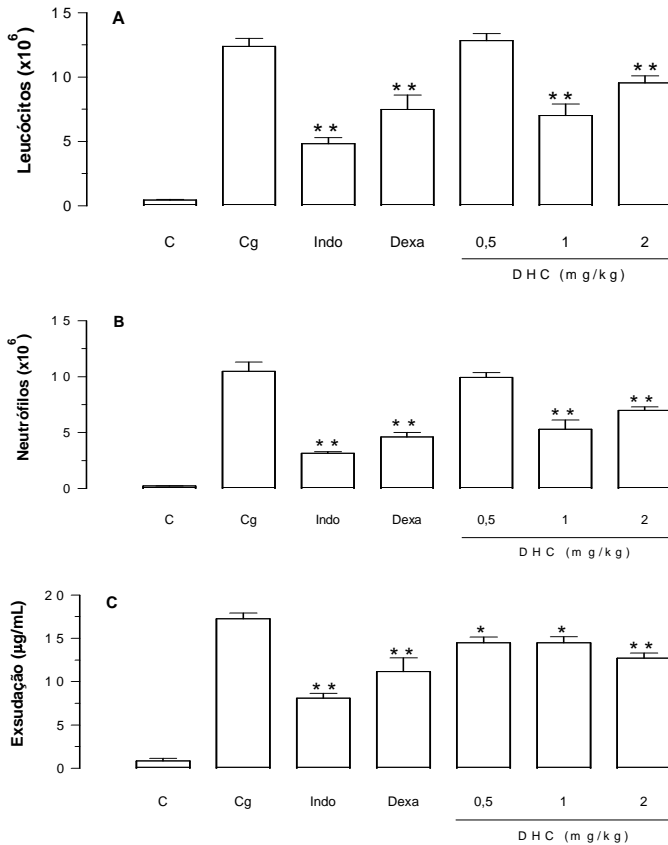 A
Leucócitos (x10⁶)
15
10
5
0
**
**
**
**
C Cg Indo Dexa 0,5 1 2
DHC (mg/kg)
B
Neutrófilos (x10⁶)
15
10
5
0
**
**
**
**
C Cg Indo Dexa 0,5 1 2
DHC (mg/kg)
C
Exsudação (µg/mL)
20
15
10
5
0
**
**
*
*
**
C Cg Indo Dexa 0,5 1 2
DHC (mg/kg)